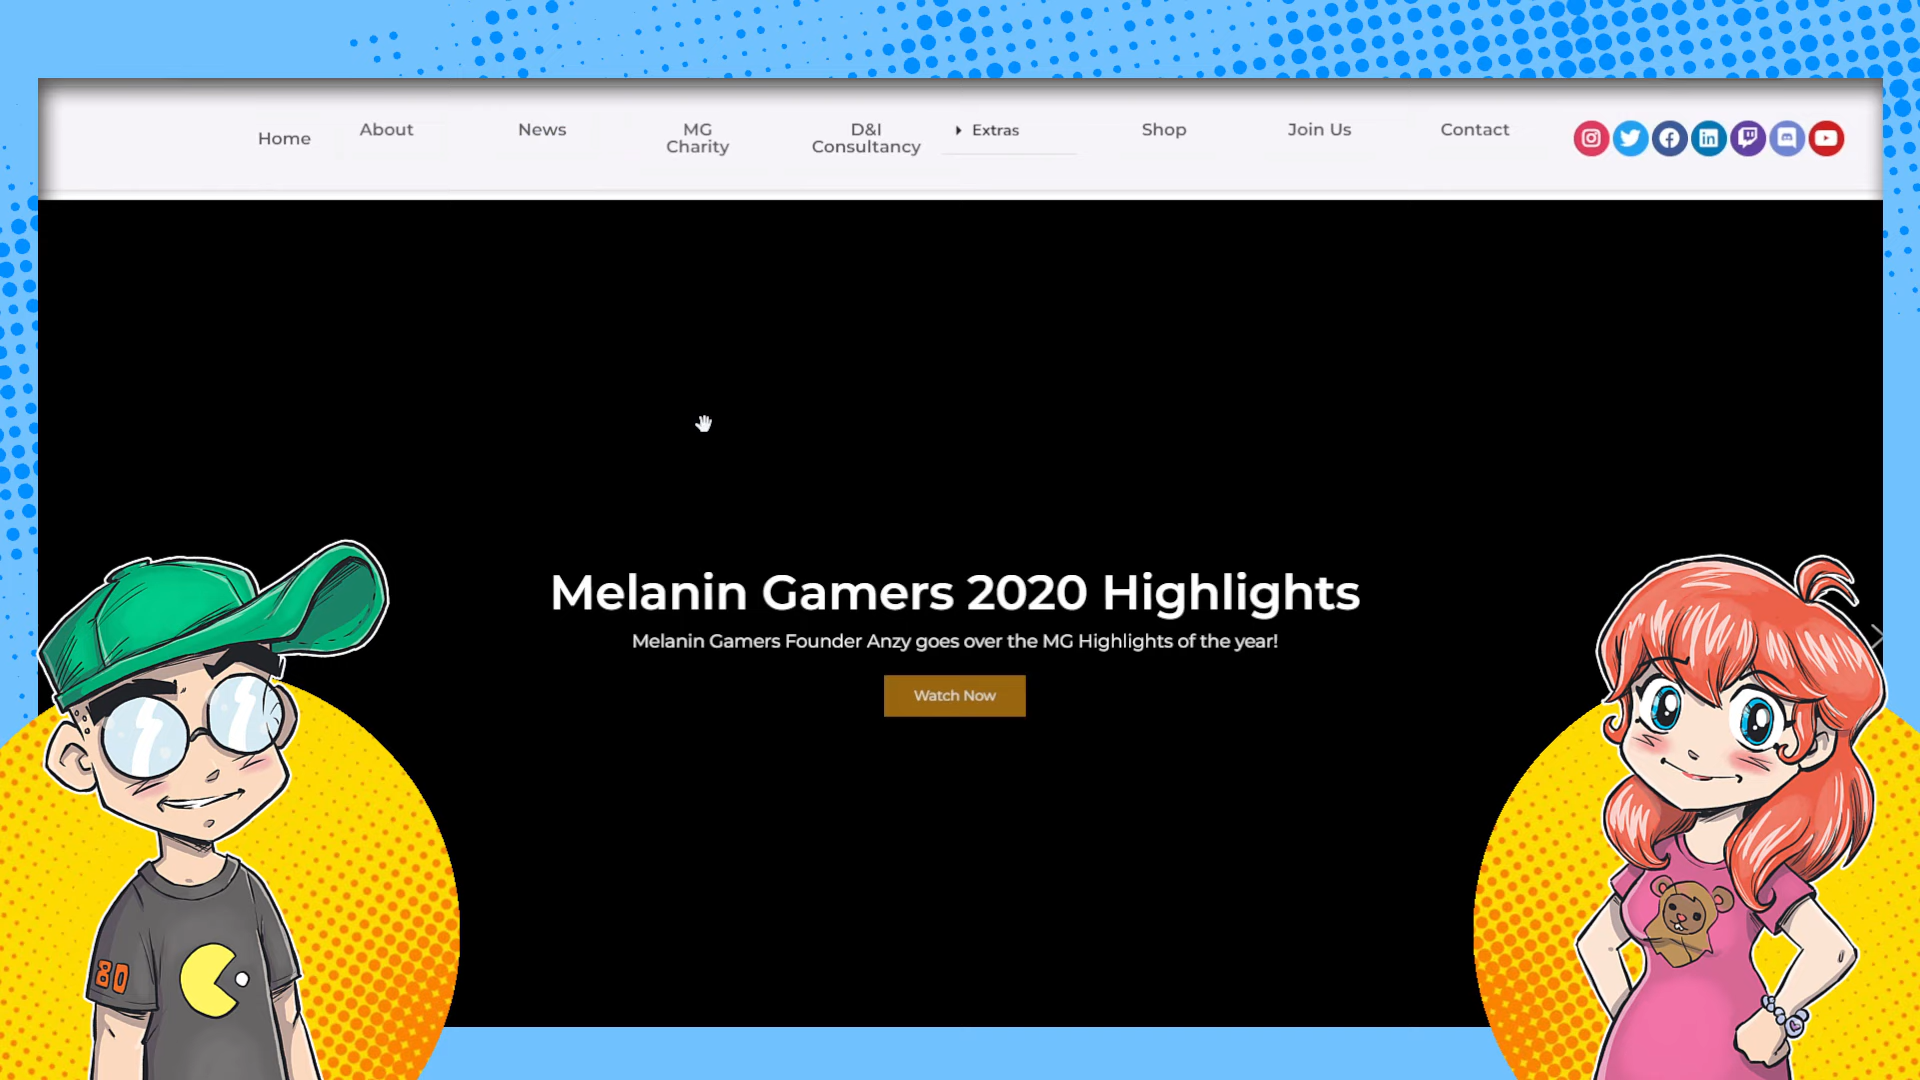 Home
About
News
MG
Charity
D&I
Consultancy
Extras
Shop
Join Us
Contact
Melanin Gamers 2020 Highlights
Melanin Gamers Founder Anzy goes over the MG Highlights of the year!
Watch Now
80